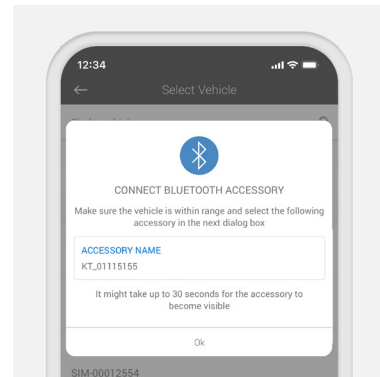 12:34
Select Vehicle
CONNECT BLUETOOTH ACCESSORY
Make sure the vehicle is within range and select the following
accessory in the next dialog box
ACCESSORY NAME
KT_01115155
It might take up to 30 seconds for the accessory to
become visible
Ok
SIM-00012554